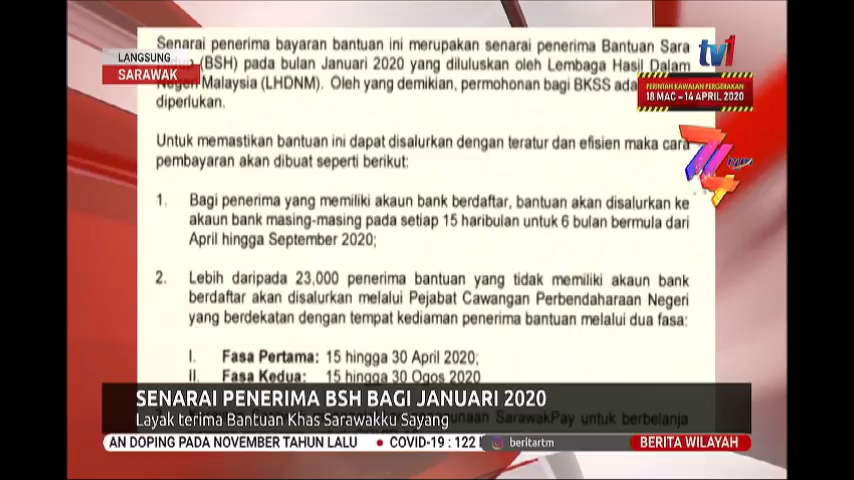 Senarai penerima bayaran bantuan ini merupakan senarai penerima Bantuan Sara
(BSH) pada bulan Januari 2020 yang diluluskan oleh Lembaga Hasil Dalam
Negeri Malaysia (LHDNM). Oleh yang demikian, permohonan bagi BKSS
diperlukan.
LANGSUNG
SARAWAK
tv1
PERINTAH KAWALAN PERGERAKAN
18 MAC – 14 APRIL 2020
Untuk memastikan bantuan ini dapat disalurkan dengan teratur dan efisien maka cara
pembayaran akan dibuat seperti berikut:
74
1. Bagi penerima yang memiliki akaun bank berdaftar, bantuan akan disalurkan ke
akaun bank masing-masing pada setiap 15 haribulan untuk 6 bulan bermula dari
April hingga September 2020;
2. Lebih daripada 23,000 penerima bantuan yang tidak memiliki akaun bank
berdaftar akan disalurkan melalui Pejabat Cawangan Perbendaharaan Negeri
yang berdekatan dengan tempat kediaman penerima bantuan melalui dua fasa:
I. Fasa Pertama: 15 hingga 30 April 2020;
II. Fasa Kedua: 15 hingga 30 Ogos 2020
SENARAI PENERIMA BSH BAGI JANUARI 2020
Layak terima Bantuan Khas Sarawakku Sayang
SarawakPay untuk berbelanja
AN DOPING PADA NOVEMBER TAHUN LALU • COVID-19 : 122
beritartm
BERITA WILAYAH